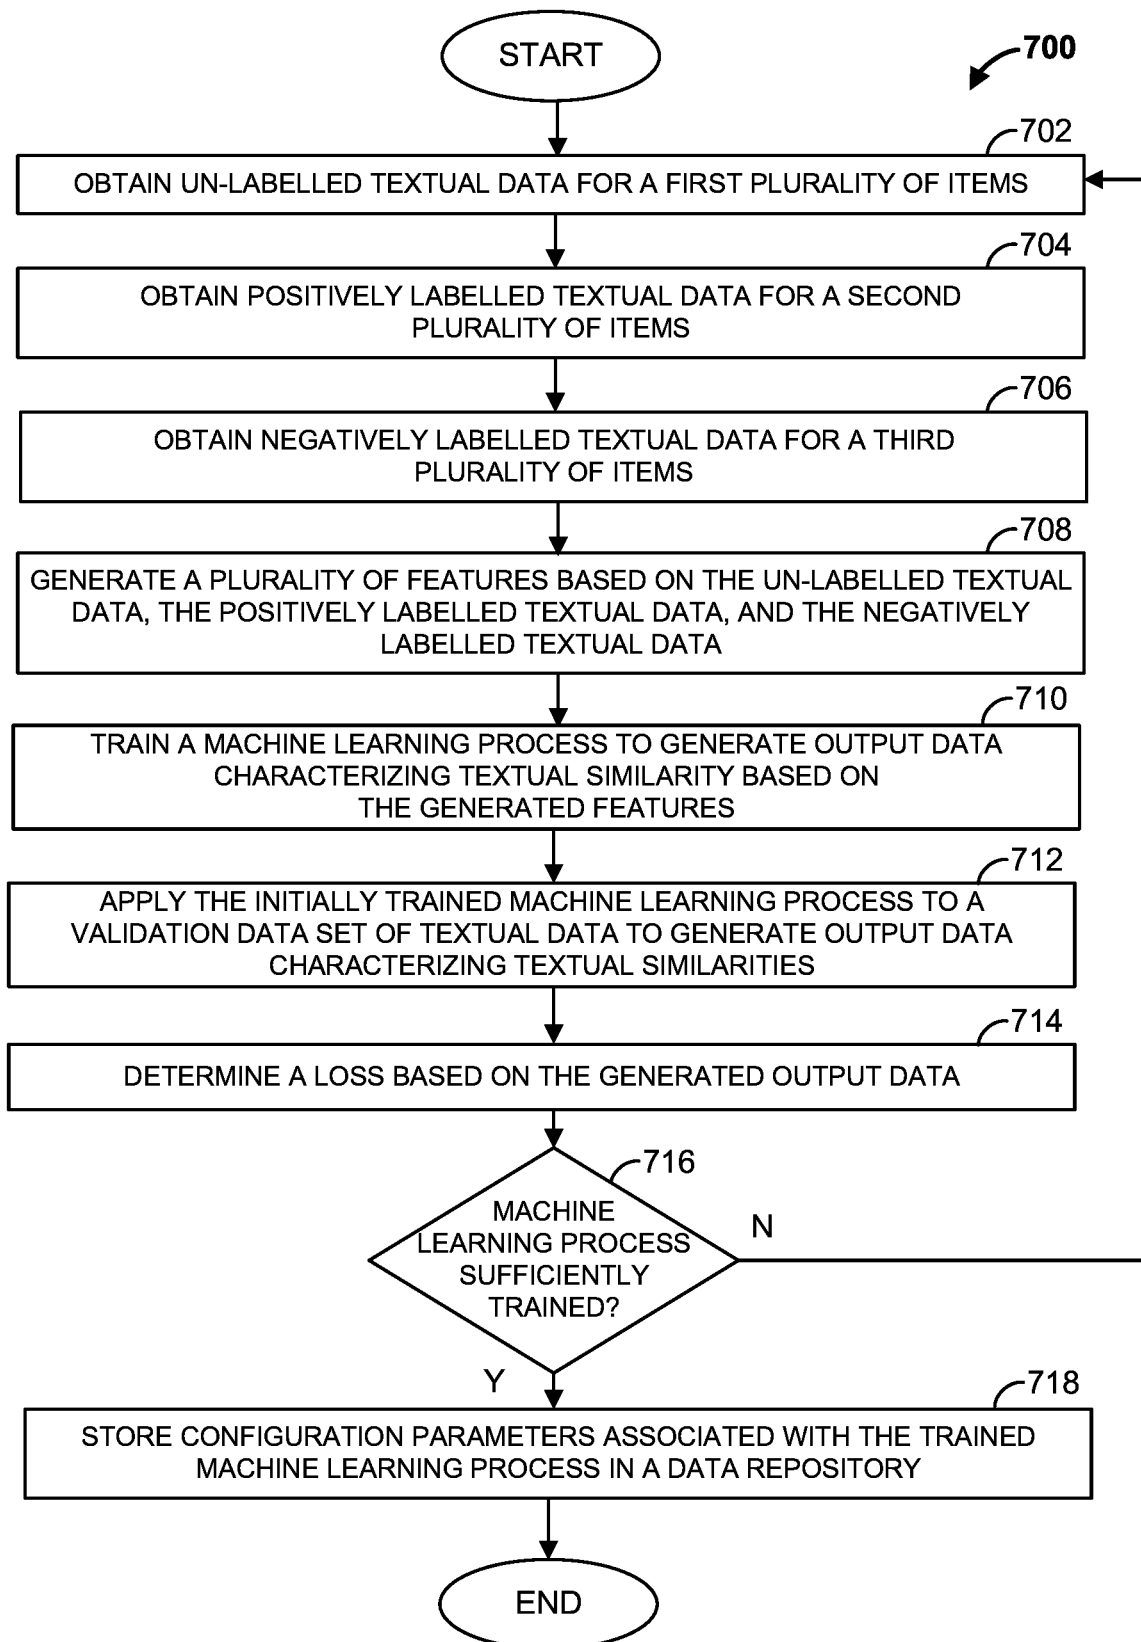 START
700
702
OBTAIN UN-LABELLED TEXTUAL DATA FOR A FIRST PLURALITY OF ITEMS
704
OBTAIN POSITIVELY LABELLED TEXTUAL DATA FOR A SECOND
PLURALITY OF ITEMS
706
OBTAIN NEGATIVELY LABELLED TEXTUAL DATA FOR A THIRD
PLURALITY OF ITEMS
708
GENERATE A PLURALITY OF FEATURES BASED ON THE UN-LABELLED TEXTUAL
DATA, THE POSITIVELY LABELLED TEXTUAL DATA, AND THE NEGATIVELY
LABELLED TEXTUAL DATA
710
TRAIN A MACHINE LEARNING PROCESS TO GENERATE OUTPUT DATA
CHARACTERIZING TEXTUAL SIMILARITY BASED ON
THE GENERATED FEATURES
712
APPLY THE INITIALLY TRAINED MACHINE LEARNING PROCESS TO A
VALIDATION DATA SET OF TEXTUAL DATA TO GENERATE OUTPUT DATA
CHARACTERIZING TEXTUAL SIMILARITIES
714
DETERMINE A LOSS BASED ON THE GENERATED OUTPUT DATA
716
MACHINE
LEARNING PROCESS
SUFFICIENTLY
TRAINED?
N
Y
718
STORE CONFIGURATION PARAMETERS ASSOCIATED WITH THE TRAINED
MACHINE LEARNING PROCESS IN A DATA REPOSITORY
END